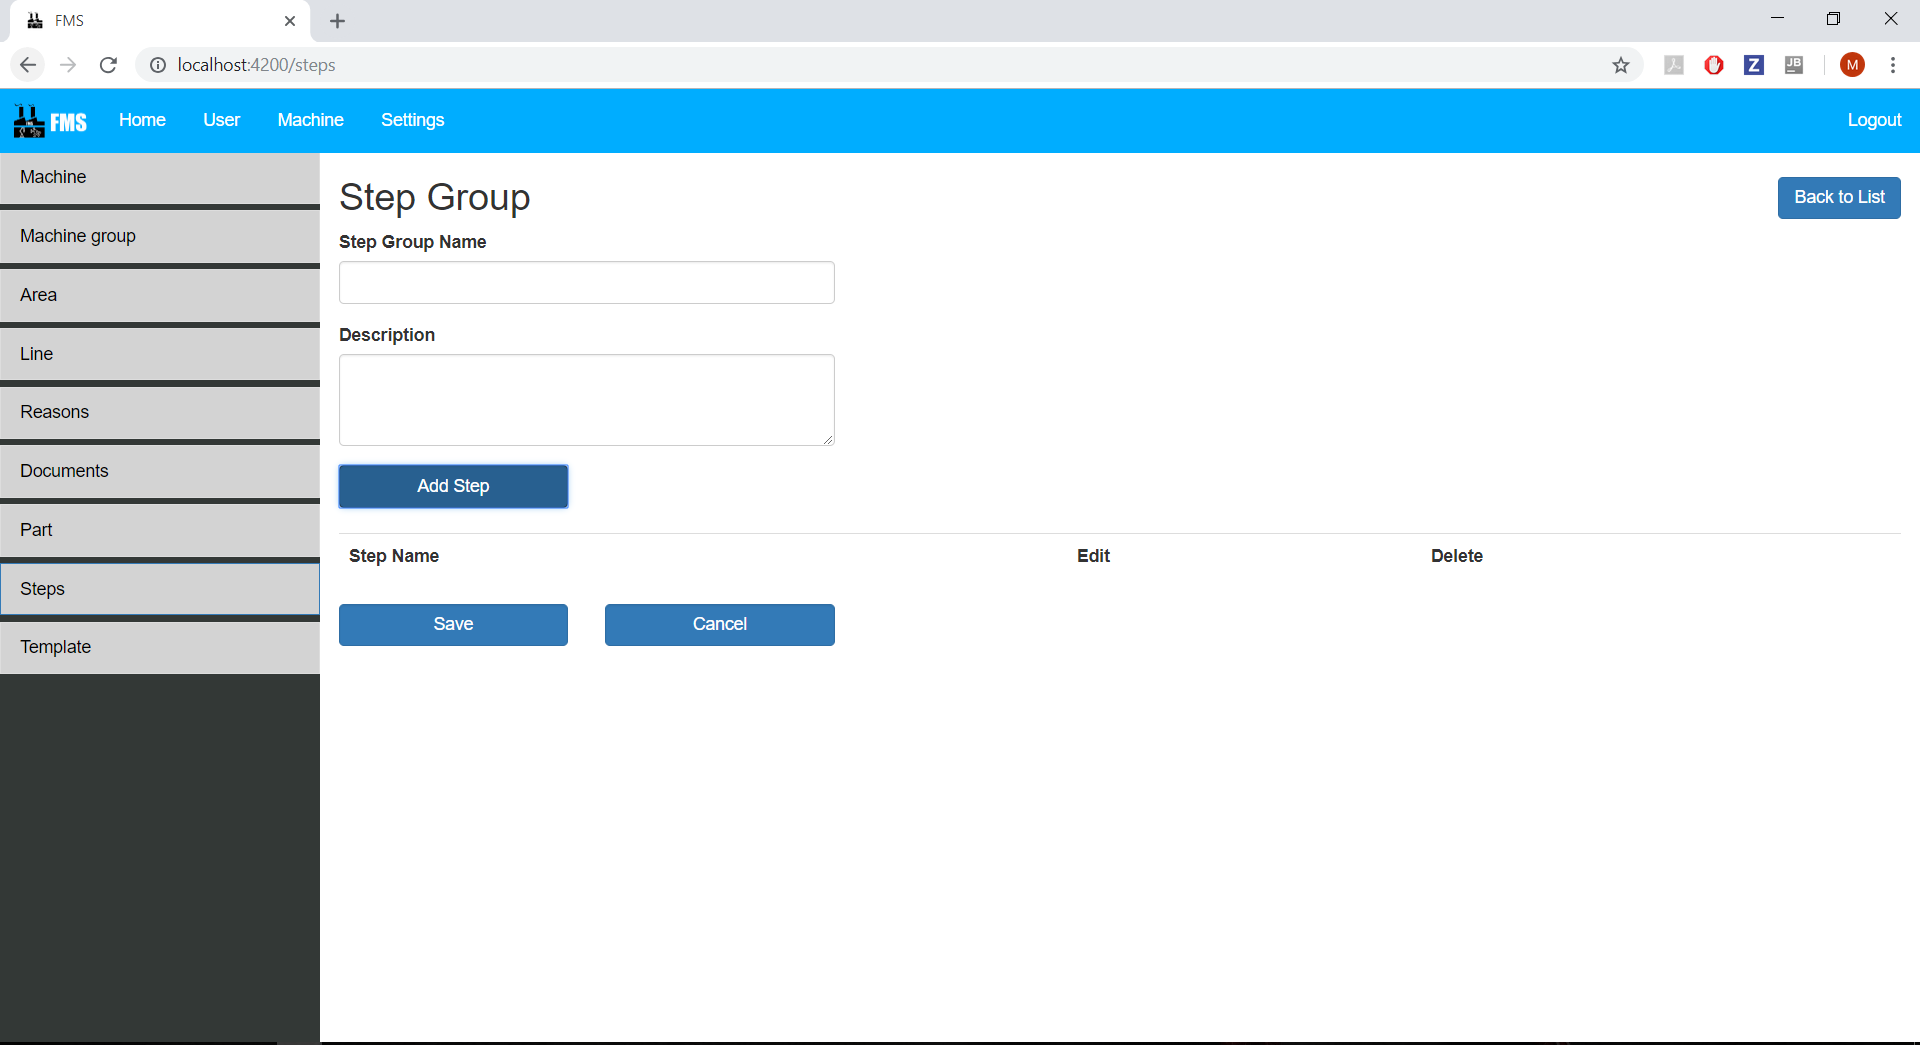 FMS
localhost:4200/steps
Z
JB
M
FMS Home User Machine Settings Logout
Machine
Machine group
Area
Line
Reasons
Documents
Part
Steps
Template
Step Group
Back to List
Step Group Name
Description
Add Step
Step Name Edit Delete
Save Cancel